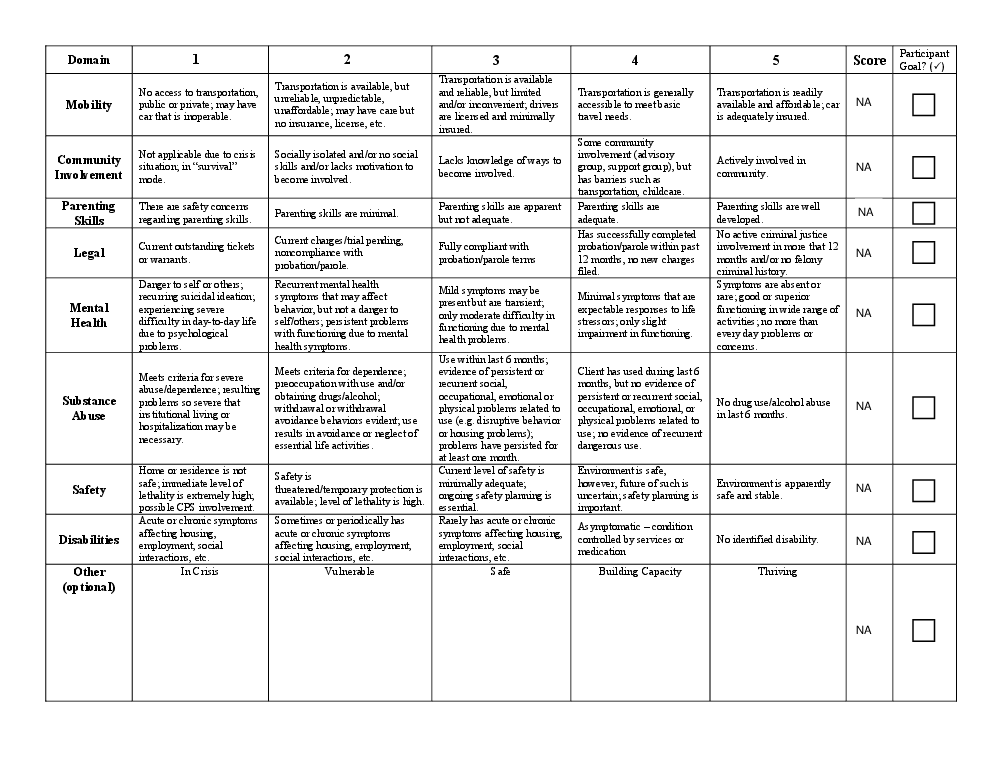 Domain
1
2
3
4
5
Score
Participant
Goal? (✓)
Mobility
No access to transportation,
public or private; may have
car that is inoperable.
Transportation is available, but
unreliable, unpredictable,
unaffordable; may have care but
no insurance, license, etc.
Transportation is available
and reliable, but limited
and/or inconvenient; drivers
are licensed and minimally
insured.
Transportation is generally
accessible to meet basic
travel needs.
Transportation is readily
available and affordable; car
is adequately insured.
NA
Community
Involvement
Not applicable due to crisis
situation; in “survival”
mode.
Socially isolated and/or no social
skills and/or lacks motivation to
become involved.
Lacks knowledge of ways to
become involved.
Some community
involvement (advisory
group, support group), but
has barriers such as
transportation, childcare.
Actively involved in
community.
NA
Parenting
Skills
There are safety concerns
regarding parenting skills.
Parenting skills are minimal.
Parenting skills are apparent
but not adequate.
Parenting skills are
adequate.
Parenting skills are well
developed.
NA
Legal
Current outstanding tickets
or warrants.
Current charges/trial pending,
noncompliance with
probation/parole.
Fully compliant with
probation/parole terms
Has successfully completed
probation/parole within past
12 months, no new charges
filed.
No active criminal justice
involvement in more that 12
months and/or no felony
criminal history.
NA
Mental
Health
Danger to self or others;
recurring suicidal ideation;
experiencing severe
difficulty in day-to-day life
due to psychological
problems.
Recurrent mental health
symptoms that may affect
behavior, but not a danger to
self/others; persistent problems
with functioning due to mental
health symptoms.
Mild symptoms may be
present but are transient;
only moderate difficulty in
functioning due to mental
health problems.
Minimal symptoms that are
expectable responses to life
stressors; only slight
impairment in functioning.
Symptoms are absent or
rare; good or superior
functioning in wide range of
activities; no more than
every day problems or
concerns.
NA
Substance
Abuse
Meets criteria for severe
abuse/dependence; resulting
problems so severe that
institutional living or
hospitalization may be
necessary.
Meets criteria for dependence;
preoccupation with use and/or
obtaining drugs/alcohol;
withdrawal or withdrawal
avoidance behaviors evident; use
results in avoidance or neglect of
essential life activities.
Use within last 6 months;
evidence of persistent or
recurrent social,
occupational, emotional or
physical problems related to
use (e.g. disruptive behavior
or housing problems);
problems have persisted for
at least one month.
Client has used during last 6
months, but no evidence of
persistent or recurrent social,
occupational, emotional, or
physical problems related to
use; no evidence of recurrent
dangerous use.
No drug use/alcohol abuse
in last 6 months.
NA
Safety
Home or residence is not
safe; immediate level of
lethality is extremely high;
possible CPS involvement.
Safety is
threatened/temporary protection is
available; level of lethality is high.
Current level of safety is
minimally adequate;
ongoing safety planning is
essential.
Environment is safe,
however, future of such is
uncertain; safety planning is
important.
Environment is apparently
safe and stable.
NA
Disabilities
Acute or chronic symptoms
affecting housing,
employment, social
interactions, etc.
Sometimes or periodically has
acute or chronic symptoms
affecting housing, employment,
social interactions, etc.
Rarely has acute or chronic
symptoms affecting housing,
employment, social
interactions, etc.
Asymptomatic – condition
controlled by services or
medication
No identified disability.
NA
Other
(optional)
In Crisis
Vulnerable
Safe
Building Capacity
Thriving
NA